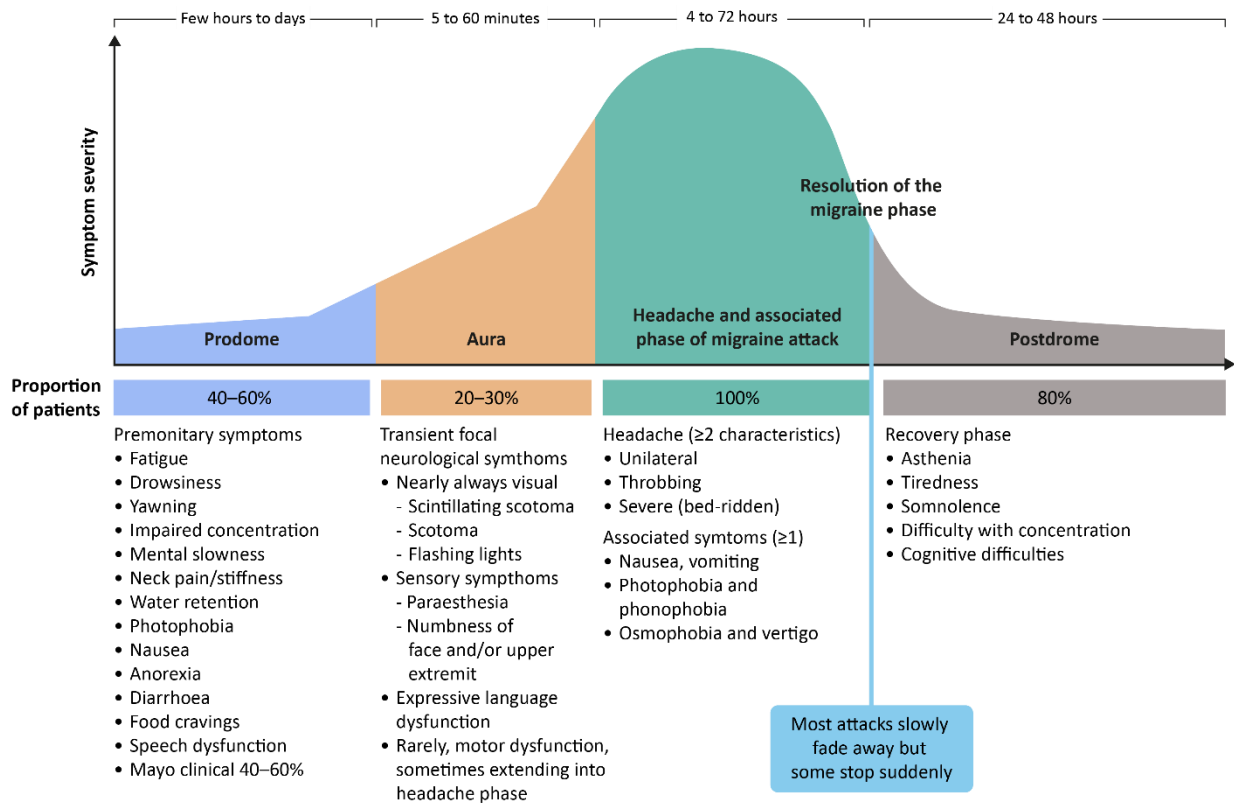 Few hours to days
5 to 60 minutes
4 to 72 hours
24 to 48 hours
Symptom severity
Resolution of the
migraine phase
Prodome
Aura
Headache and associated
phase of migraine attack
Postdrome
Proportion
of patients
40–60%
20–30%
100%
80%
Premonitary symptoms
• Fatigue
• Drowsiness
• Yawning
• Impaired concentration
• Mental slowness
• Neck pain/stiffness
• Water retention
• Photophobia
• Nausea
• Anorexia
• Diarrhoea
• Food cravings
• Speech dysfunction
• Mayo clinical 40–60%
Transient focal
neurological symthoms
• Nearly always visual
- Scintillating scotoma
- Scotoma
- Flashing lights
• Sensory sympthoms
- Paraesthesia
- Numbness of
face and/or upper
extremit
• Expressive language
dysfunction
• Rarely, motor dysfunction,
sometimes extending into
headache phase
Headache (≥2 characteristics)
• Unilateral
• Throbbing
• Severe (bed-ridden)
Associated symtoms (≥1)
• Nausea, vomiting
• Photophobia and
phonophobia
• Osmophobia and vertigo
Recovery phase
• Asthenia
• Tiredness
• Somnolence
• Difficulty with concentration
• Cognitive difficulties
Most attacks slowly
fade away but
some stop suddenly